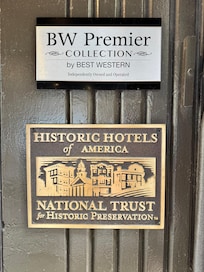 BW Premier
COLLECTION
by BEST WESTERN
Independently Owned and Operated
HISTORIC HOTELS
of AMERICA
NATIONAL TRUST
for HISTORIC PRESERVATION